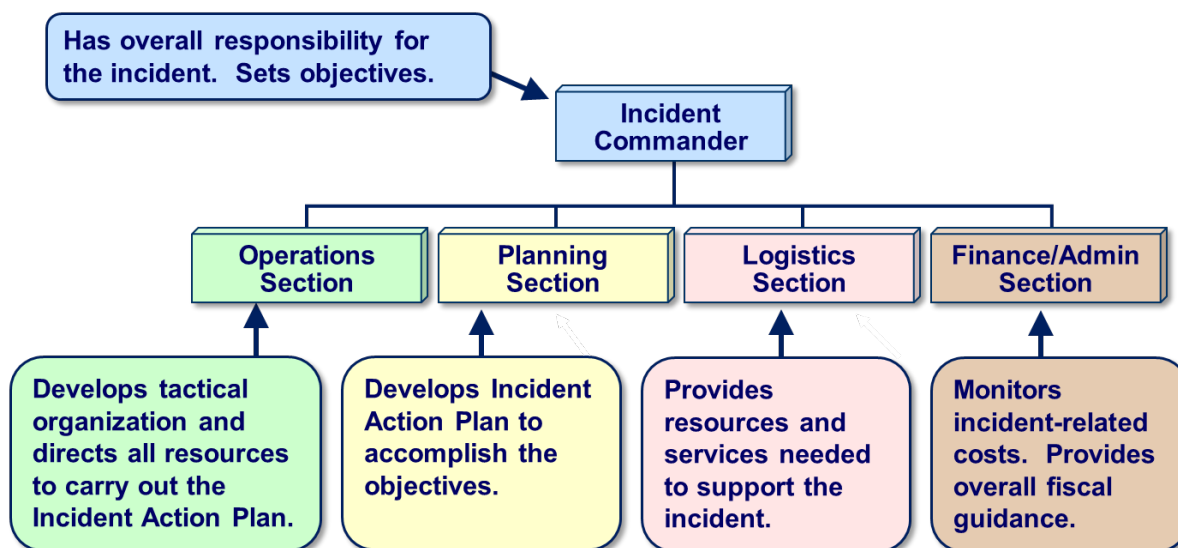 Has overall responsibility for
the incident.  Sets objectives.
Incident
Commander
Operations
Section
Planning
Section
Logistics
Section
Finance/Admin
Section
Develops tactical
organization and
directs all resources
to carry out the
Incident Action Plan.
Develops Incident
Action Plan to
accomplish the
objectives.
Provides
resources and
services needed
to support the
incident.
Monitors
incident-related
costs.  Provides
overall fiscal
guidance.